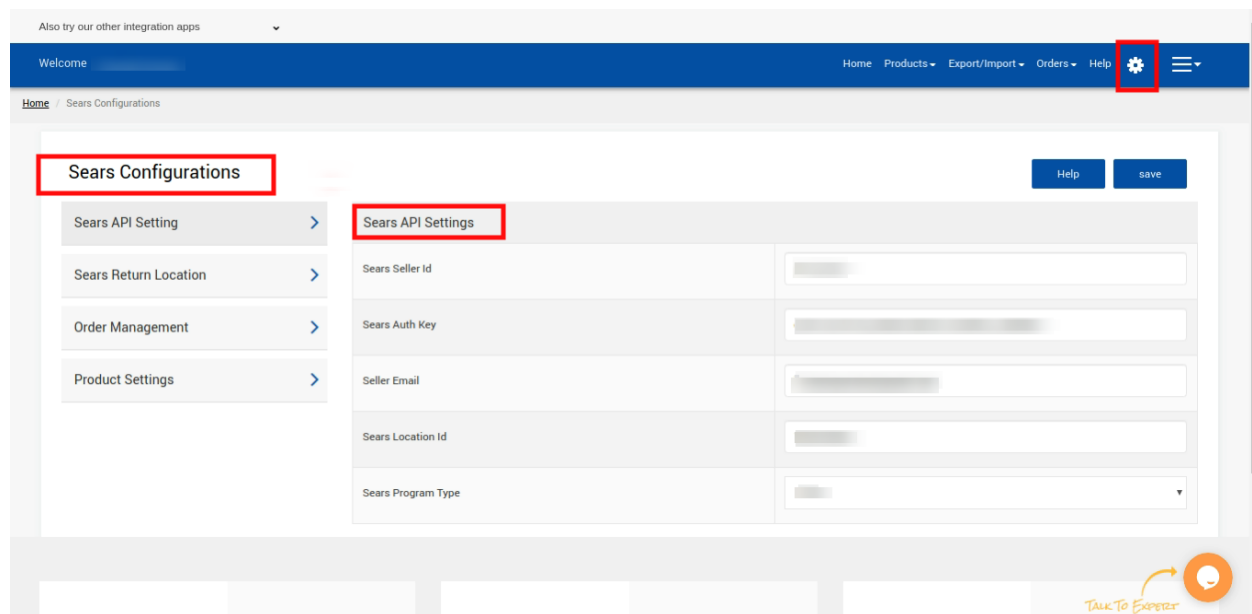 Also try our other integration apps
Welcome
Home Products Export/Import Orders Help
Home / Sears Configurations
Sears Configurations
Help save
Sears API Setting
Sears Return Location
Order Management
Product Settings
Sears API Settings
Sears Seller Id
Sears Auth Key
Seller Email
Sears Location Id
Sears Program Type
TALK TO EXPERT